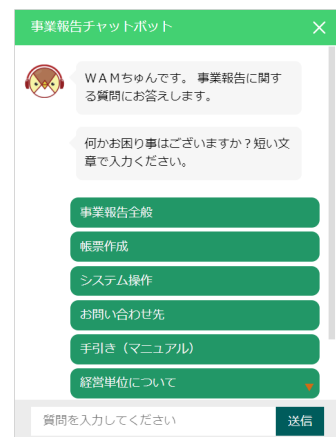 事業報告チャットボット
WAMちゅんです。 事業報告に関す
る質問にお答えします。
何かお困り事はございますか？短い文
章で入力ください。
事業報告全般
帳票作成
システム操作
お問い合わせ先
手引き（マニュアル）
経営単位について
質問を入力してください
送信